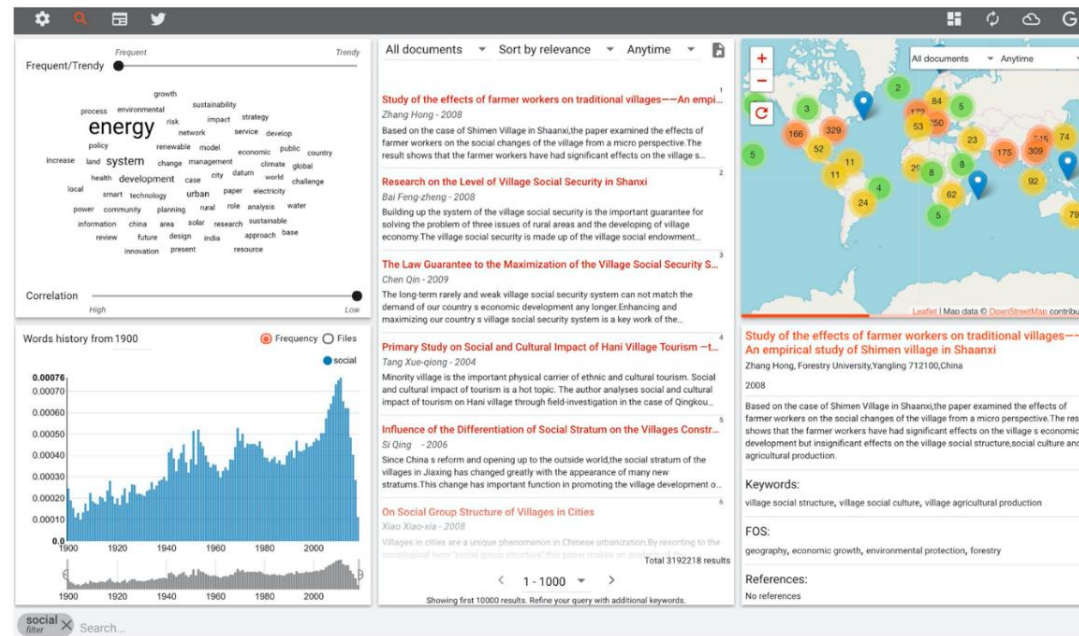 Frequent
Trendy
Frequent/Trendy
growth
process environmental sustainability
energy risk impact strategy
network service develop
policy renewable model economic public country
increase land system change management climate global
health development case city datum world challenge
local smart technology urban paper electricity
power community planning rural role analysis water
information china area solar research sustainable
review future design india approach base
innovation present resource
Correlation
High
Low
Words history from 1900
Frequency Files
social
0.00076
0.00070
0.00060
0.00050
0.00040
0.00030
0.00020
0.00010
0.0
1900 1920 1940 1960 1980 2000
1900 1920 1940 1960 1980 2000
All documents Sort by relevance Anytime
1
Study of the effects of farmer workers on traditional villages——An empi...
Zhang Hong - 2008
Based on the case of Shimen Village in Shaanxi,the paper examined the effects of
farmer workers on the social changes of the village from a micro perspective.The
result shows that the farmer workers have had significant effects on the village s...
2
Research on the Level of Village Social Security in Shanxi
Bai Feng-zheng - 2008
Building up the system of the village social security is the important guarantee for
solving the problem of three issues of rural areas and the developing of village
economy.The village social security is made up of the village social endowment...
3
The Law Guarantee to the Maximization of the Village Social Security S...
Chen Qin - 2009
The long-term rarely and weak village social security system can not match the
demand of our country s economic development any longer.Enhancing and
maximizing our country s village social security system is a key work of the...
4
Primary Study on Social and Cultural Impact of Hani Village Tourism —t...
Tang Xue-qiong - 2004
Minority village is the important physical carrier of ethnic and cultural tourism. Social
and cultural impact of tourism is a hot topic. The author analyses social and cultural
impact of tourism on Hani village through field-investigation in the case of Qingkou...
5
Influence of the Differentiation of Social Stratum on the Villages Constr...
Si Qing - 2006
Since China s reform and opening up to the outside world,the social stratum of the
villages in Jiaxing has changed greatly with the appearance of many new
stratums.This change has important function in promoting the village development o...
6
On Social Group Structure of Villages in Cities
Xiao Xiao-xia - 2008
Villages in cities are a unique phenomenon in Chinese urbanization.By resorting to the
sociological term "social group structure",this paper makes an
Total 3192218 results
1 - 1000
Showing first 10000 results. Refine your query with additional keywords.
+
−
All documents Anytime
2
3 84 5
166 329 53 250 23 74
5 52 175 309
11 8
11 8 92
4 62
24 5 79
Leaflet | Map data © OpenStreetMap contribu
Study of the effects of farmer workers on traditional villages——
An empirical study of Shimen village in Shaanxi
Zhang Hong, Forestry University,Yangling 712100,China
2008
Based on the case of Shimen Village in Shaanxi,the paper examined the effects of
farmer workers on the social changes of the village from a micro perspective.The res
shows that the farmer workers have had significant effects on the village s economic
development but insignificant effects on the village social structure,social culture and
agricultural production.
Keywords:
village social structure, village social culture, village agricultural production
FOS:
geography, economic growth, environmental protection, forestry
References:
No references
social
filter
Search...